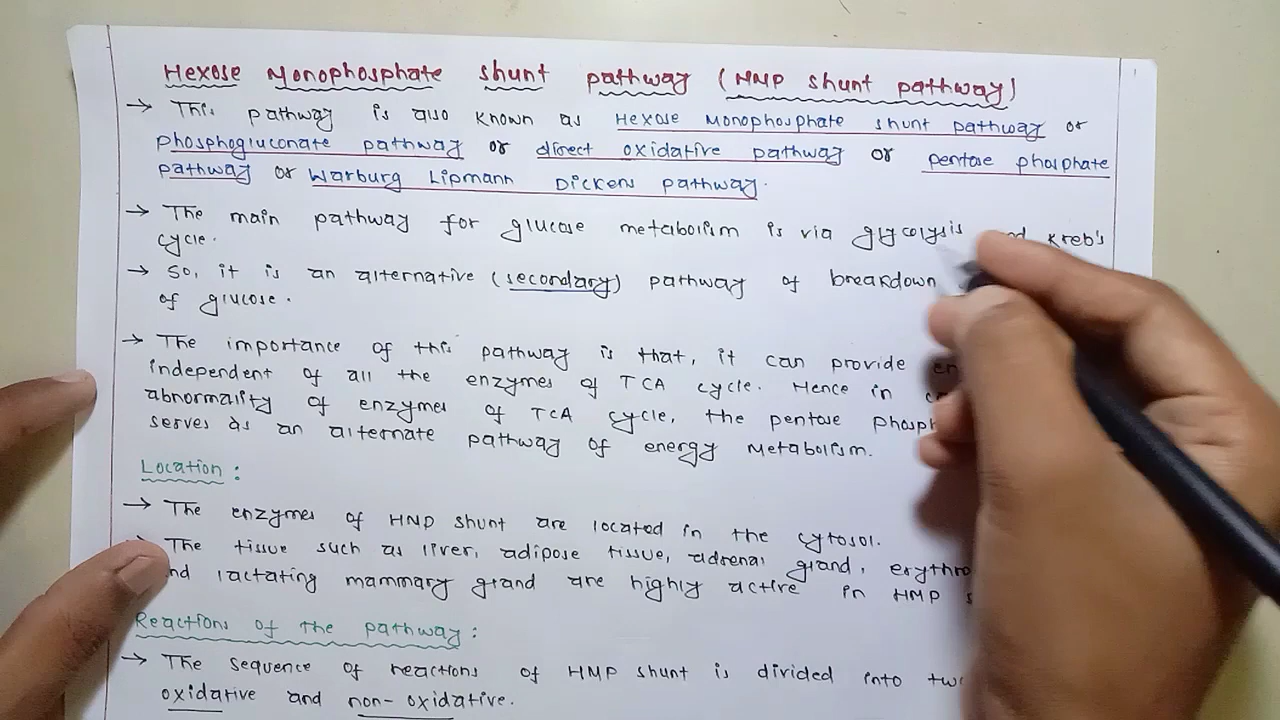 Hexose Monophosphate shunt pathway (HMP shunt pathway)
→ This pathway is also known as Hexose Monophosphate shunt pathway or
phosphogluconate pathway or direct oxidative pathway or pentose phosphate
pathway or Warburg Lipmann Dickens pathway.
→ The main pathway for glucose metabolism is via glycolysis Kreb's
cycle.
→ So, it is an alternative (secondary) pathway of breakdown
of glucose.
→ The importance of this pathway is that, it can provide
independent of all the enzymes of TCA cycle. Hence in
abnormality of enzymes of TCA cycle, the pentose
serves as an alternate pathway of energy Metabolism.
Location :
→ The enzymes of HMP shunt are located in the cytosol.
The tissue such as liver, adipose tissue, adrenal gland,
lactating mammary gland are highly active in HMP
Reactions of the pathway :
→ The sequence of reactions of HMP shunt is divided into
oxidative and non-oxidative.